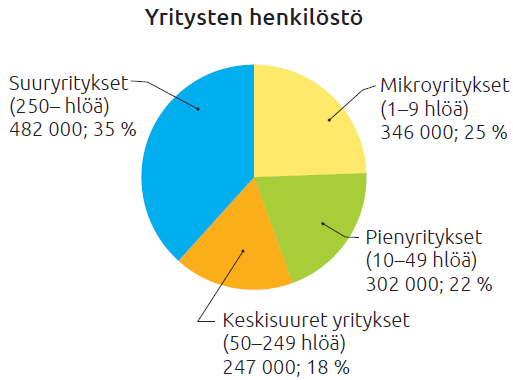 Yritysten henkilöstö
Suuryritykset
(250– hlöä)
482 000; 35 %
Mikroyritykset
(1–9 hlöä)
346 000; 25 %
Pienyritykset
(10–49 hlöä)
302 000; 22 %
Keskisuuret yritykset
(50–249 hlöä)
247 000; 18 %